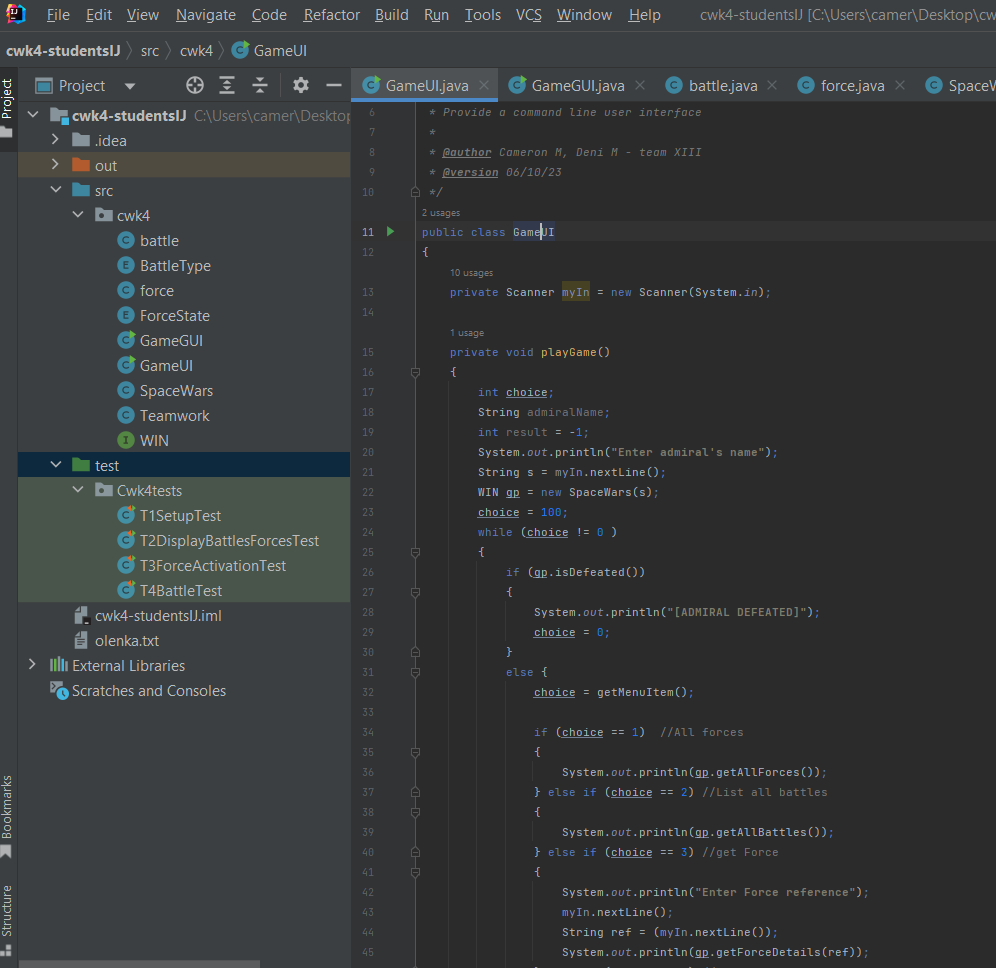 File Edit View Navigate Code Refactor Build Run Tools VCS Window Help cwk4-studentsIJ [C:\Users\camer\Desktop\cw
cwk4-studentsIJ src cwk4 GameUI
Project
Project
GameUI.java GameGUI.java battle.java force.java SpaceW
cwk4-studentsIJ C:\Users\camer\Desktop
.idea
out
src
cwk4
battle
BattleType
force
ForceState
GameGUI
GameUI
SpaceWars
Teamwork
WIN
test
Cwk4tests
T1SetupTest
T2DisplayBattlesForcesTest
T3ForceActivationTest
T4BattleTest
cwk4-studentsIJ.iml
olenka.txt
External Libraries
Scratches and Consoles
Bookmarks
Structure
6 * Provide a command line user interface
7 *
8 * @author Cameron M, Deni M - team XIII
9 * @version 06/10/23
10 */
2 usages
11 public class GameUI
12 {
10 usages
13 private Scanner myIn = new Scanner(System.in);
14
1 usage
15 private void playGame()
16 {
17 int choice;
18 String admiralName;
19 int result = -1;
20 System.out.println("Enter admiral's name");
21 String s = myIn.nextLine();
22 WIN gp = new SpaceWars(s);
23 choice = 100;
24 while (choice != 0 )
25 {
26 if (gp.isDefeated())
27 {
28 System.out.println("[ADMIRAL DEFEATED]");
29 choice = 0;
30 }
31 else {
32 choice = getMenuItem();
33
34 if (choice == 1) //All forces
35 {
36 System.out.println(gp.getAllForces());
37 } else if (choice == 2) //List all battles
38 {
39 System.out.println(gp.getAllBattles());
40 } else if (choice == 3) //get Force
41 {
42 System.out.println("Enter Force reference");
43 myIn.nextLine();
44 String ref = (myIn.nextLine());
45 System.out.println(gp.getForceDetails(ref));